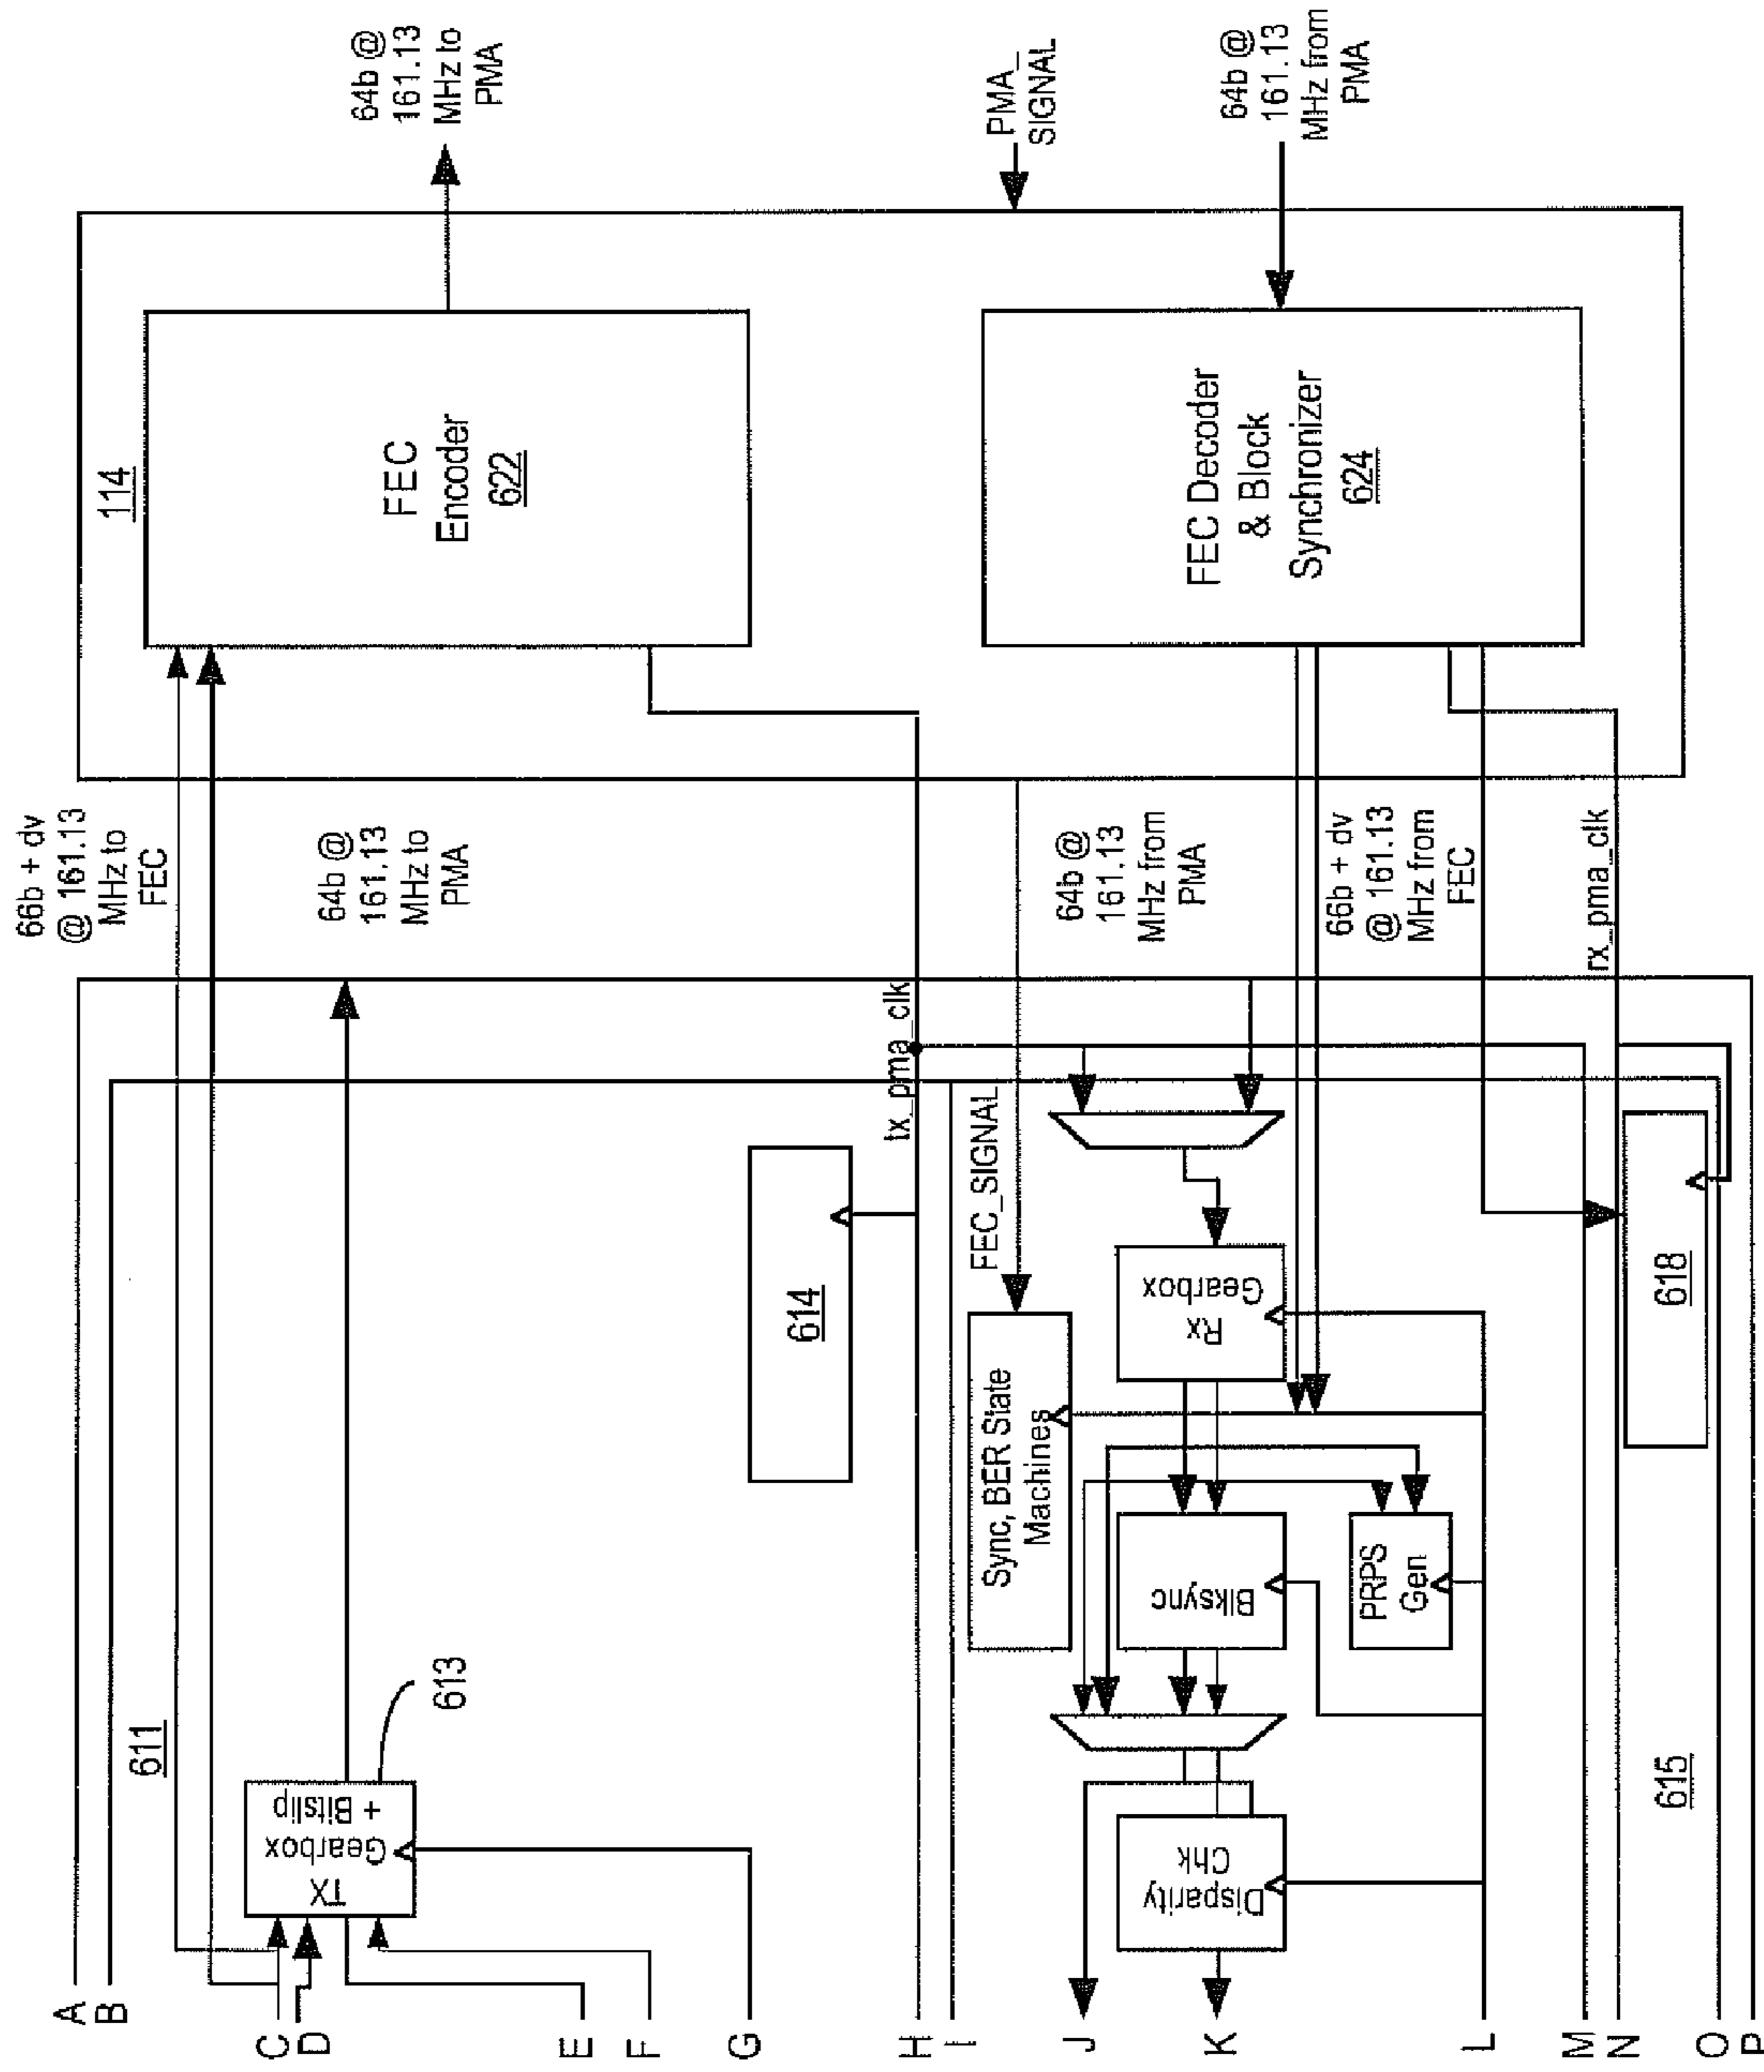 A
B
C
D
E
F
G
H
I
J
K
L
M
N
O
P
611
TX
Gearbox
+ Bitslip
613
66b + dv
@ 161.13
MHz to
FEC
64b @
161.13
MHz to
PMA
114
FEC
Encoder
622
64b @
161.13
MHz to
PMA
614
tx_pma_clk
FEC_SIGNAL
PMA_
SIGNAL
Sync, BER State
Machines
Disparity
Chk
Blksync
Rx
Gearbox
PRPS
Gen
64b @
161.13
MHz from
PMA
66b + dv
@ 161.13
MHz from
FEC
FEC Decoder
& Block
Synchronizer
624
64b @
161.13
MHz from
PMA
rx_pma_clk
618
615